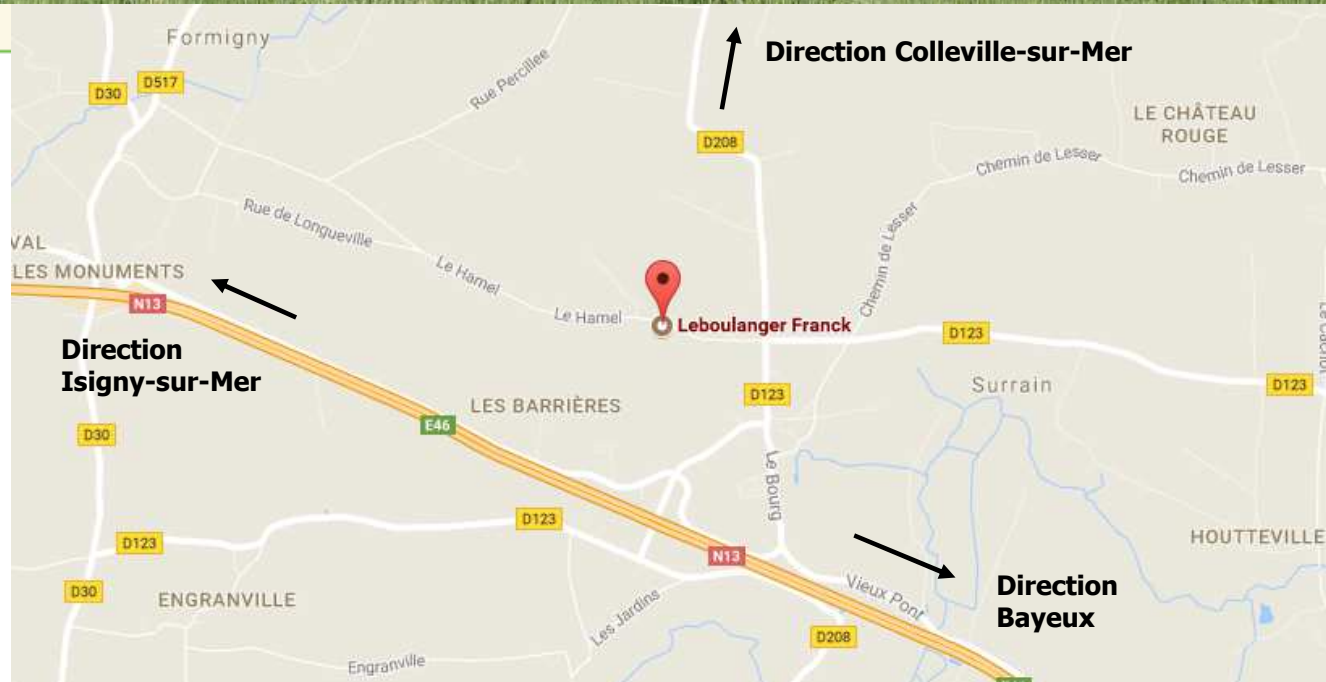 Formigny
Direction Colleville-sur-Mer
D517
D30
Rue Percillee
LE CHÂTEAU
ROUGE
D208
Chemin de Lesser
Chemin de Lesser
Rue de Longueville
Chemin de Lesser
VAL
LES MONUMENTS
Le Hamel
N13
Le Hamel
Leboulanger Franck
D123
Direction
Isigny-sur-Mer
Surrain
D123
D123
LES BARRIÈRES
E46
D30
Le Bourg
D123
D123
N13
HOUTTEVILLE
D30
ENGRANVILLE
Vieux Pont
Direction
Bayeux
Les Jardins
D208
Engranville